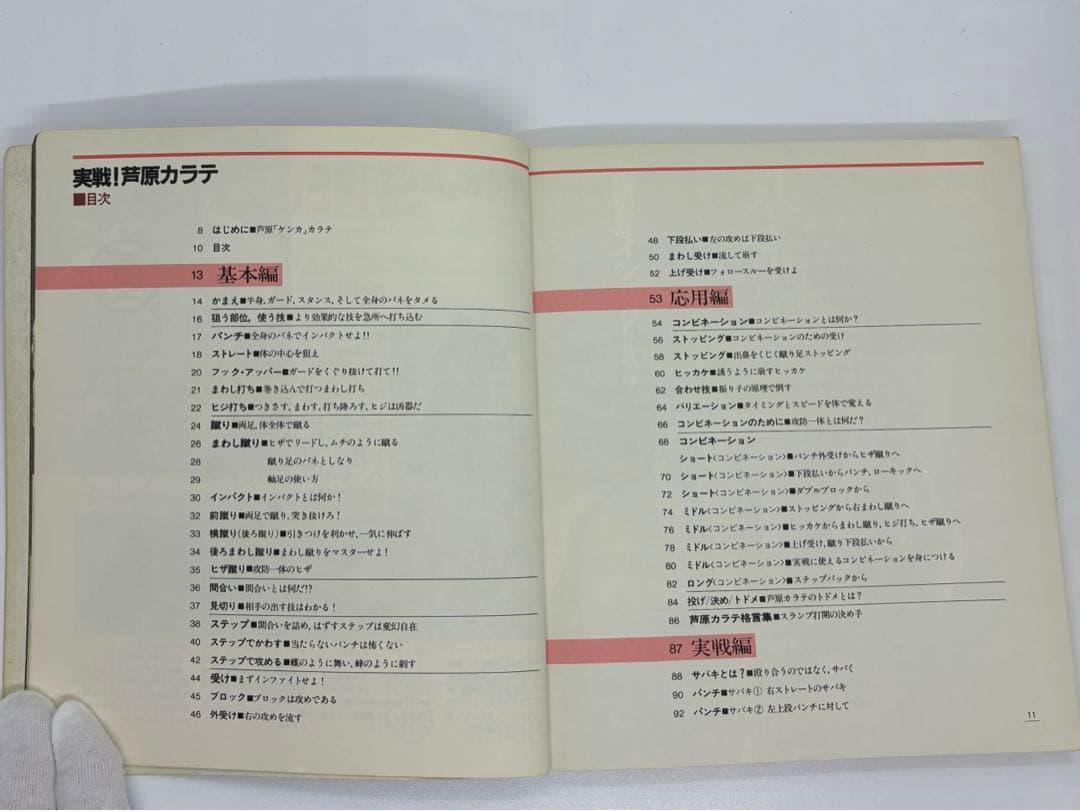 実戦!芦原カラテ
■目次
8 はじめに■芦原「ケンカ」カラテ
10 目次
13 基本編
14 かまえ■半身、ガード、スタンス、そして全身のバネをタメる
16 狙う部位，使う技■より効果的な技を急所へ打ち込む
17 パンチ■全身のバネでインパクトせよ!!
18 ストレート■体の中心を狙え
20 フック・アッパー■ガードをくぐり抜けて打て!!
21 まわし打ち■巻き込んで打つまわし打ち
22 ヒジ打ち■つきさす、まわす、打ち降ろす、ヒジは凶器だ
24 蹴り■両足、体全体で蹴る
26 まわし蹴り■ヒザでリードし、ムチのように蹴る
28 蹴り足のバネとしなり
29 軸足の使い方
30 インパクト■インパクトとは何か!
32 前蹴り■両足で蹴り、突き抜けろ!
33 横蹴り(後ろ蹴り)■引きつけを利かせ、一気に伸ばす
34 後ろまわし蹴り■まわし蹴りをマスターせよ!
35 ヒザ蹴り■攻防一体のヒザ
36 間合い■間合いとは何だ!?
37 見切り■相手の出す技はわかる!
38 ステップ■間合いを詰め、はずすステップは変幻自在
40 ステップでかわす■当たらないパンチは怖くない
42 ステップで攻める■蝶のように舞い、蜂のように刺す
44 受け■まずインファイトせよ!
45 ブロック■ブロックは攻めである
46 外受け■右の攻めを流す
48 下段払い■左の攻めは下段払い
50 まわし受け■流して崩す
52 上げ受け■フォロースルーを受けよ
53 応用編
54 コンビネーション■コンビネーションとは何か?
56 ストッピング■コンビネーションのための受け
58 ストッピング■出鼻をくじく蹴り足ストッピング
60 ヒッカケ■誘うように崩すヒッカケ
62 合わせ技■振り子の原理で倒す
64 バリエーション■タイミングとスピードを体で覚える
66 コンビネーションのために■攻防一体とは何だ?
68 コンビネーション
ショート〈コンビネーション〉■パンチ外受けからヒザ蹴りへ
70 ショート〈コンビネーション〉■下段払いからパンチ、ローキックへ
72 ショート〈コンビネーション〉■ダブルブロックから
74 ミドル〈コンビネーション〉■ストッピングから右まわし蹴りへ
76 ミドル〈コンビネーション〉■ヒッカケからまわし蹴り、ヒジ打ち、ヒザ蹴りへ
78 ミドル〈コンビネーション〉■上げ受け、蹴り下段払いから
80 ミドル〈コンビネーション〉■実戦に使えるコンビネーションを身につける
82 ロング〈コンビネーション〉■ステップバックから
84 投げ/決め/トドメ■芦原カラテのトドメとは?
86 芦原カラテ格言集■スランプ打開の決め手
87 実戦編
88 サバキとは?■殴り合うのではなく、サバく
90 パンチ■サバキ① 右ストレートのサバキ
92 パンチ■サバキ② 左上段パンチに対して
11